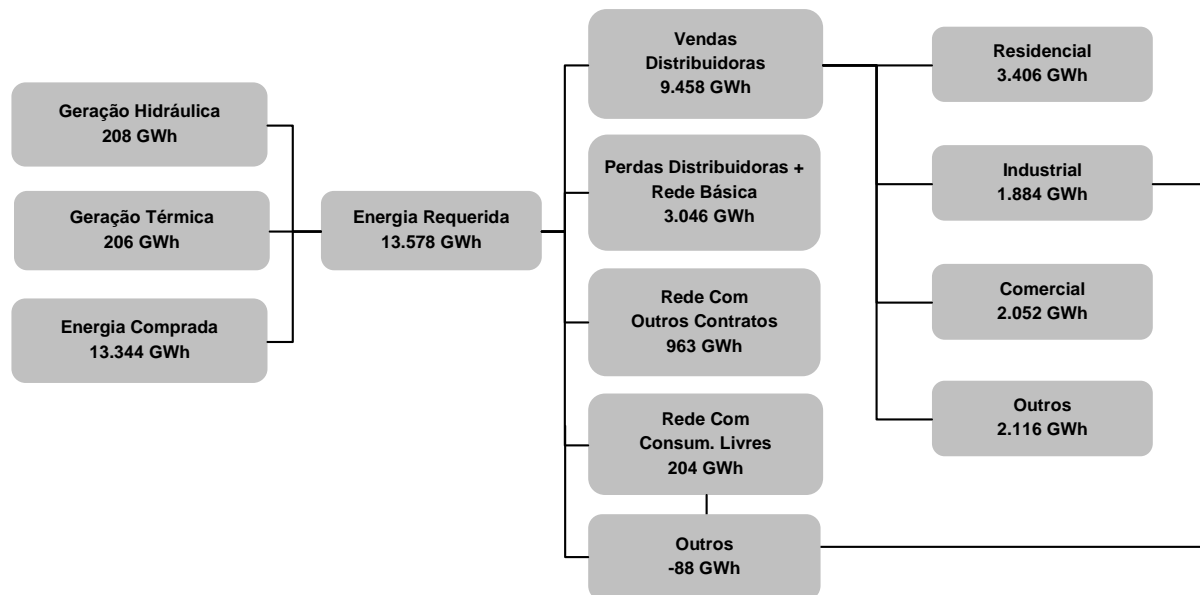 Geração Hidráulica
208 GWh
Geração Térmica
206 GWh
Energia Comprada
13.344 GWh
Energia Requerida
13.578 GWh
Vendas
Distribuidoras
9.458 GWh
Perdas Distribuidoras +
Rede Básica
3.046 GWh
Rede Com
Outros Contratos
963 GWh
Rede Com
Consum. Livres
204 GWh
Outros
-88 GWh
Residencial
3.406 GWh
Industrial
1.884 GWh
Comercial
2.052 GWh
Outros
2.116 GWh